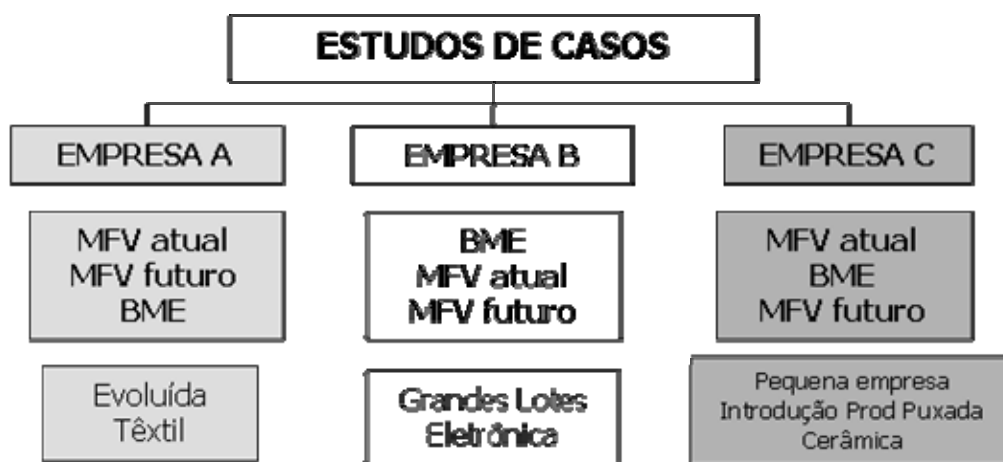 ESTUDOS DE CASOS
EMPRESA A
EMPRESA B
EMPRESA C
MFV atual
MFV futuro
BME
BME
MFV atual
MFV futuro
MFV atual
BME
MFV futuro
Evoluída
Têxtil
Grandes Lotes
Eletrônica
Pequena empresa
Introdução Prod Puxada
Cerâmica